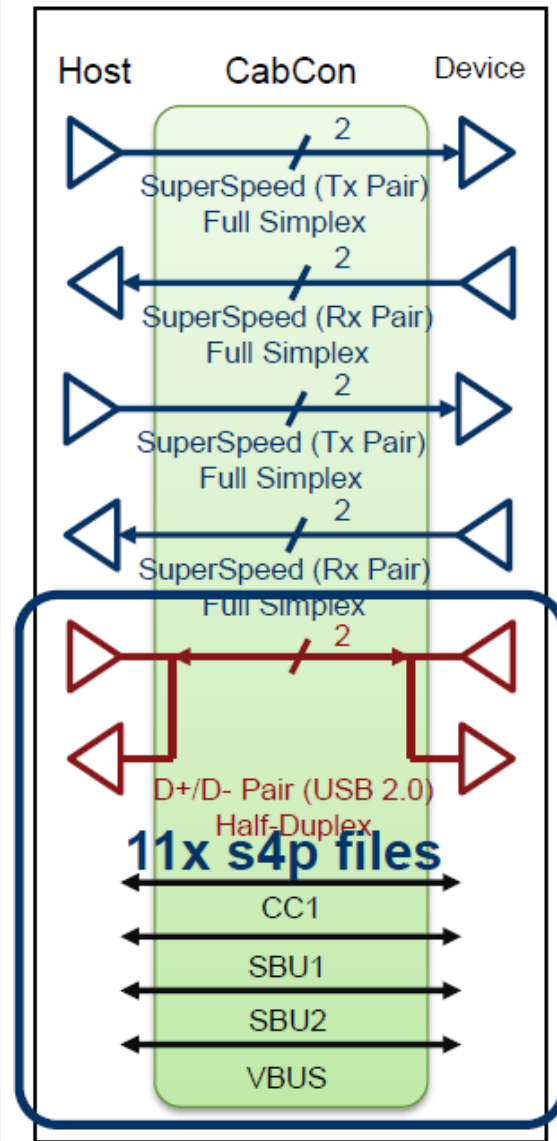 Host CabCon Device
2
SuperSpeed (Tx Pair)
Full Simplex
2
SuperSpeed (Rx Pair)
Full Simplex
2
SuperSpeed (Tx Pair)
Full Simplex
2
SuperSpeed (Rx Pair)
Full Simplex
2
D+/D- Pair (USB 2.0)
Half-Duplex
11x s4p files
CC1
SBU1
SBU2
VBUS